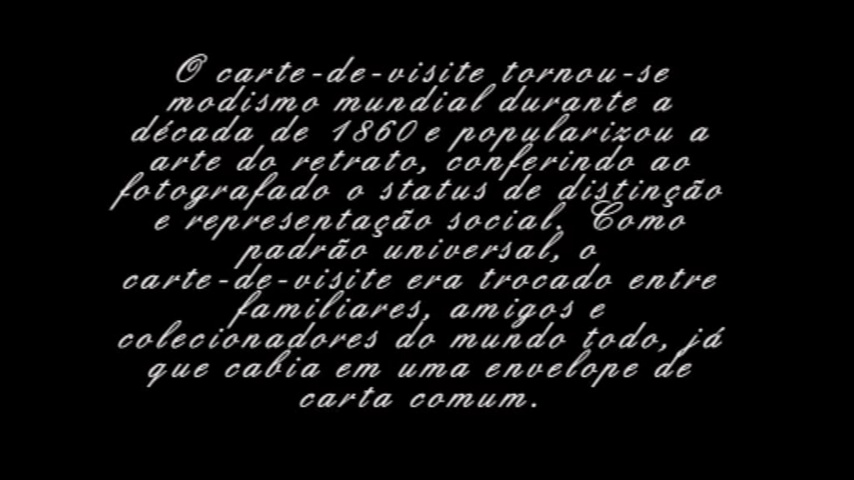 O carte-de-visite tornou-se
modismo mundial durante a
década de 1860 e popularizou a
arte do retrato, conferindo ao
fotografado o status de distinção
e representação social. Como
padrão universal, o
carte-de-visite era trocado entre
familiares, amigos e
colecionadores do mundo todo, já
que cabia em uma envelope de
carta comum.